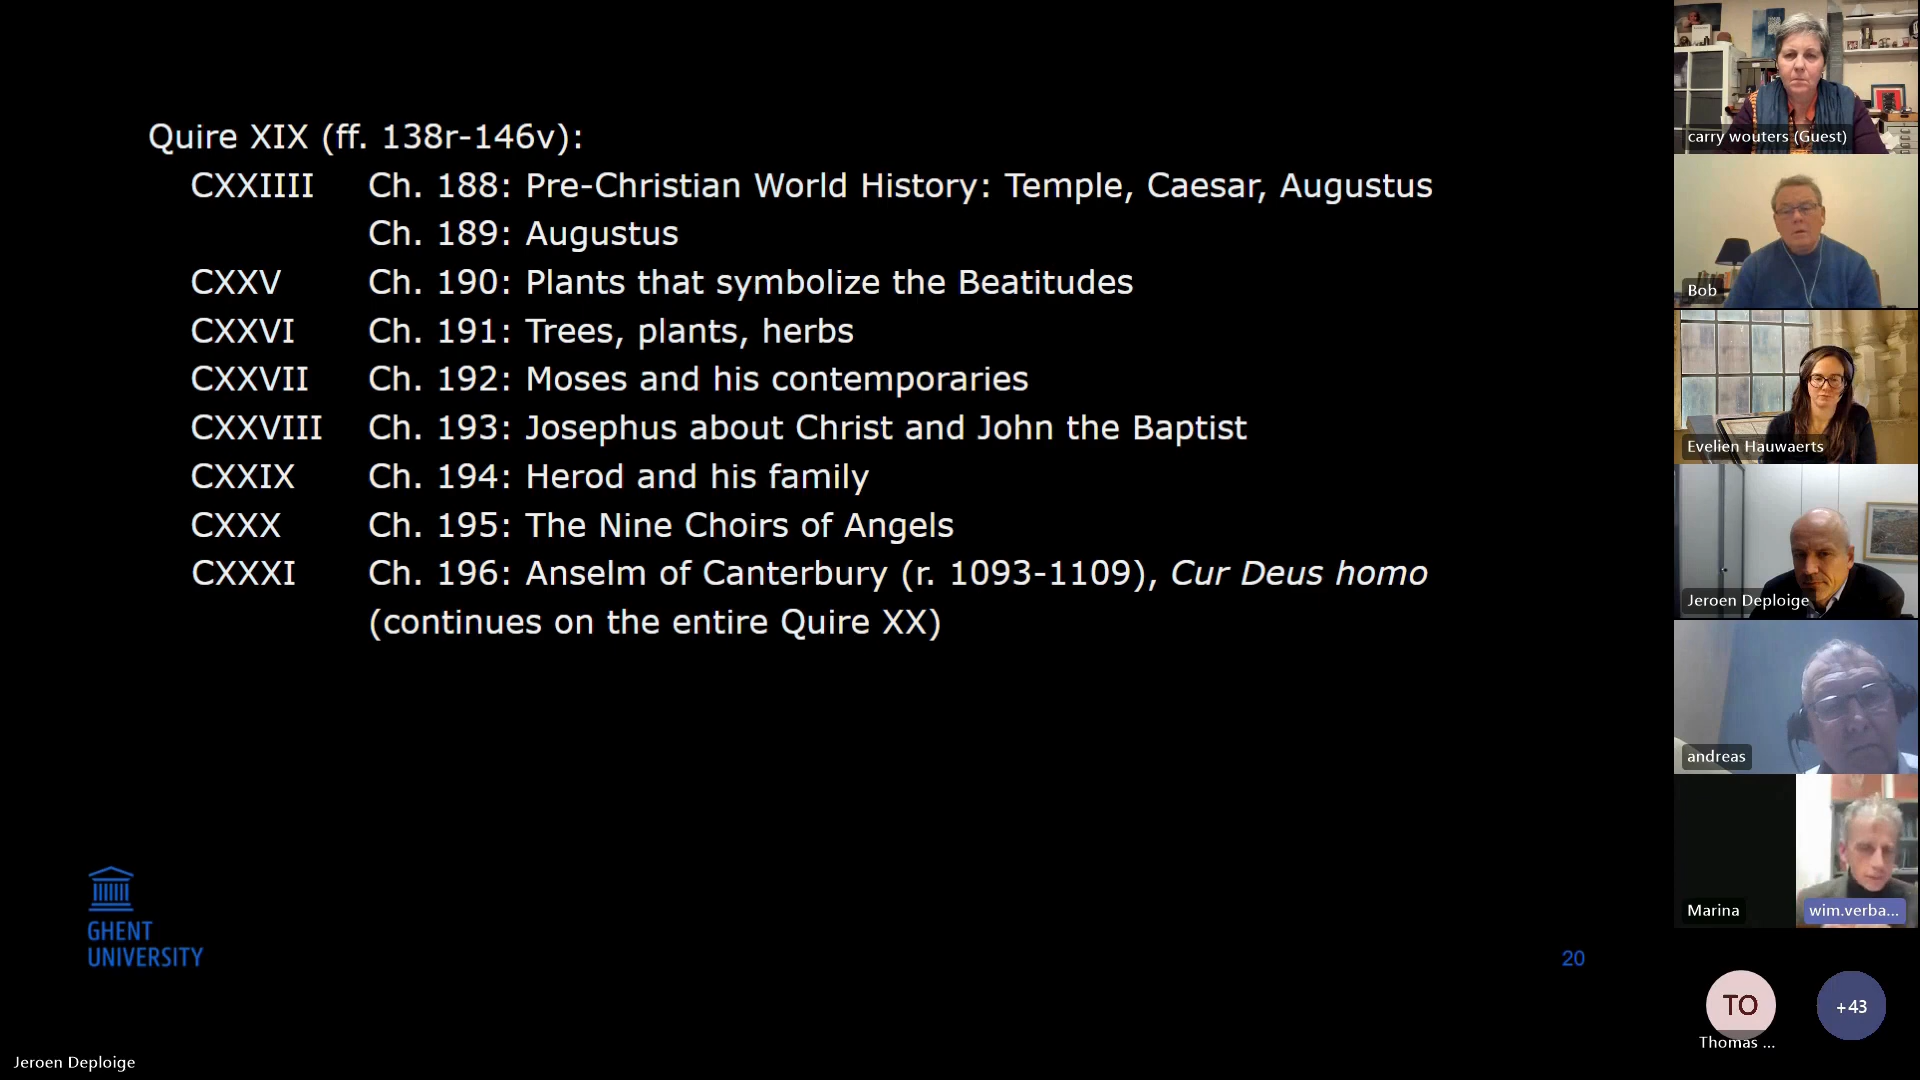 Quire XIX (ff. 138r-146v):
CXXIIII Ch. 188: Pre-Christian World History: Temple, Caesar, Augustus
Ch. 189: Augustus
CXXV Ch. 190: Plants that symbolize the Beatitudes
CXXVI Ch. 191: Trees, plants, herbs
CXXVII Ch. 192: Moses and his contemporaries
CXXVIII Ch. 193: Josephus about Christ and John the Baptist
CXXIX Ch. 194: Herod and his family
CXXX Ch. 195: The Nine Choirs of Angels
CXXXI Ch. 196: Anselm of Canterbury (r. 1093-1109), Cur Deus homo
(continues on the entire Quire XX)
GHENT
UNIVERSITY
20
Jeroen Deploige
carry wouters (Guest)
Bob
Evelien Hauwaerts
Jeroen Deploige
andreas
Marina
wim.verba...
TO
Thomas ...
+43